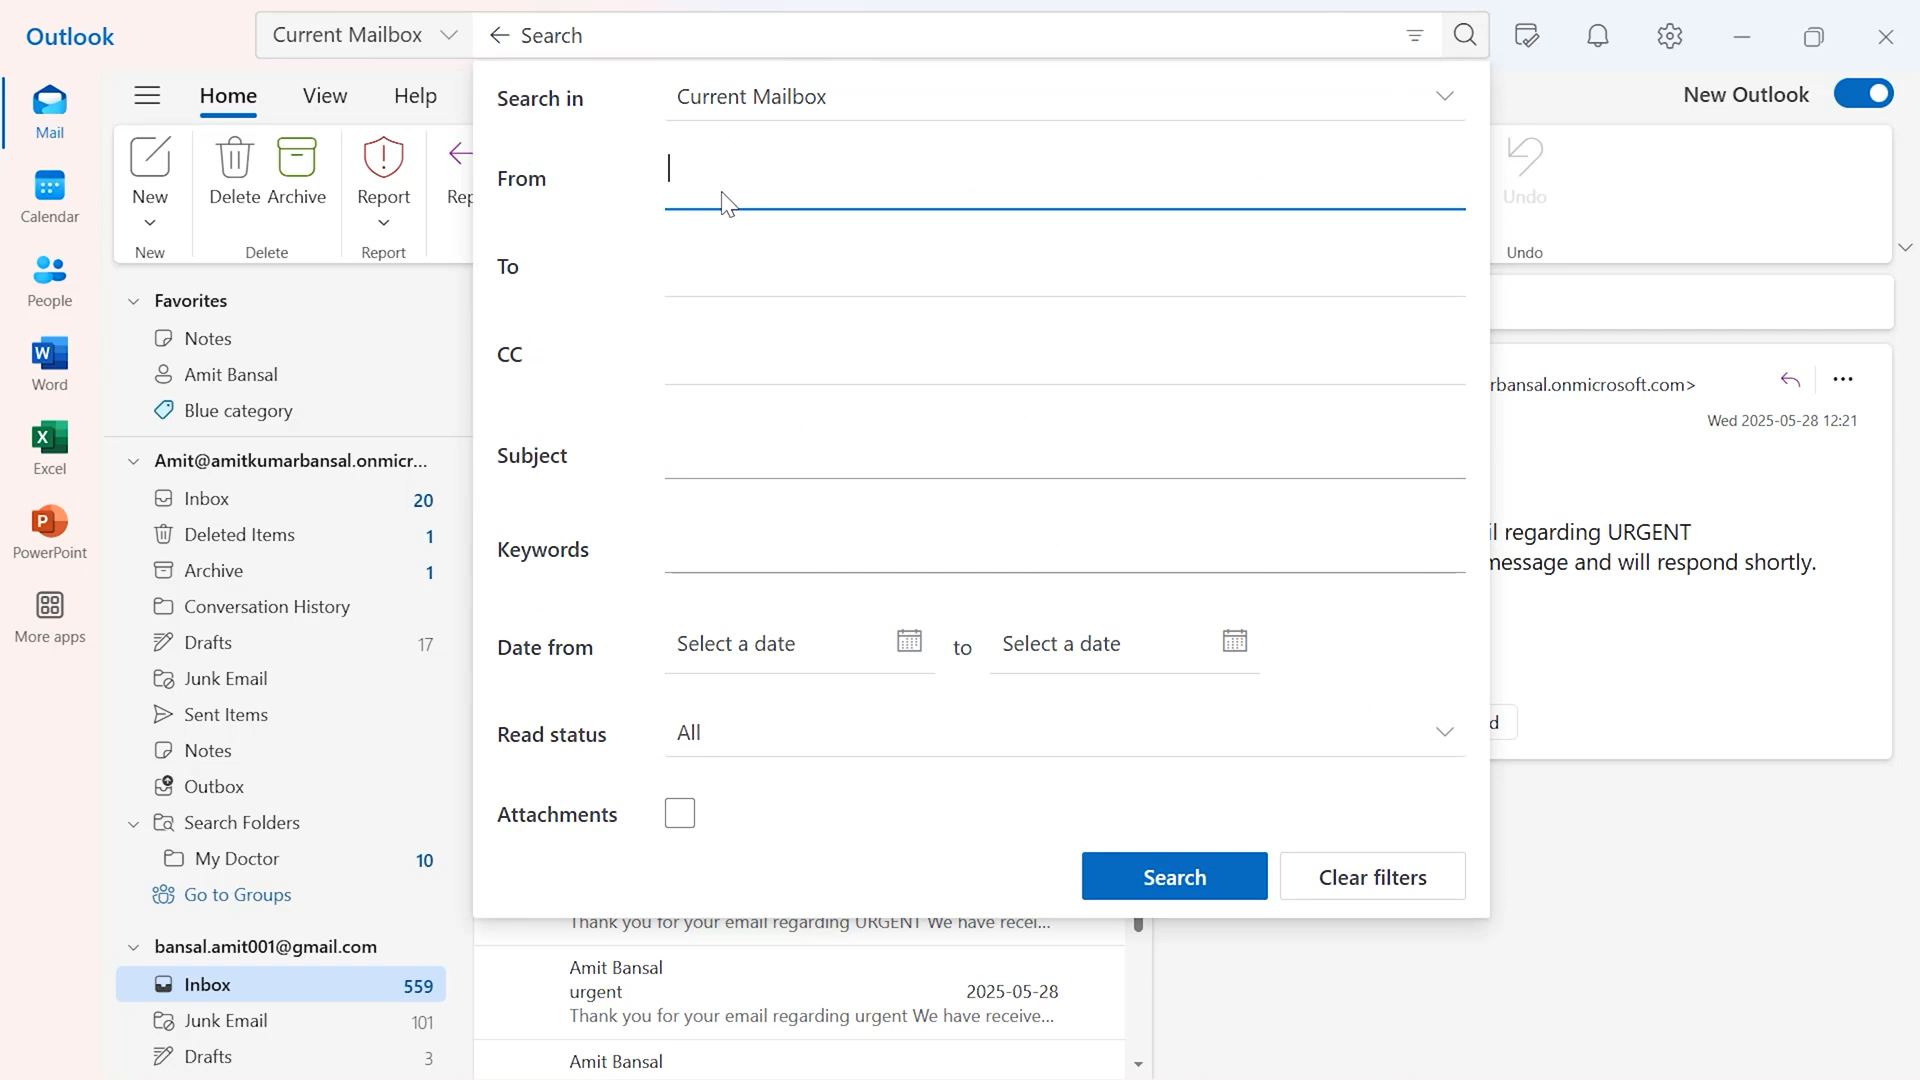 Outlook
Current Mailbox
Search
Mail
Calendar
People
Word
Excel
PowerPoint
More apps
Home
View
Help
New Outlook
New
Delete
Archive
Report
Rep
Undo
New
Delete
Report
Undo
Favorites
Notes
Amit Bansal
Blue category
Amit@amitkumarbansal.onmicr...
Inbox 20
Deleted Items 1
Archive 1
Conversation History
Drafts 17
Junk Email
Sent Items
Notes
Outbox
Search Folders
My Doctor 10
Go to Groups
bansal.amit001@gmail.com
Inbox 559
Junk Email 101
Drafts 3
Search in Current Mailbox
From
To
CC
Subject
Keywords
Date from Select a date to Select a date
Read status All
Attachments
Search Clear filters
Thank you for your email regarding URGENT We have recei...
Amit Bansal
urgent 2025-05-28
Thank you for your email regarding urgent We have receive...
Amit Bansal
rbansal.onmicrosoft.com>
Wed 2025-05-28 12:21
il regarding URGENT
message and will respond shortly.
d